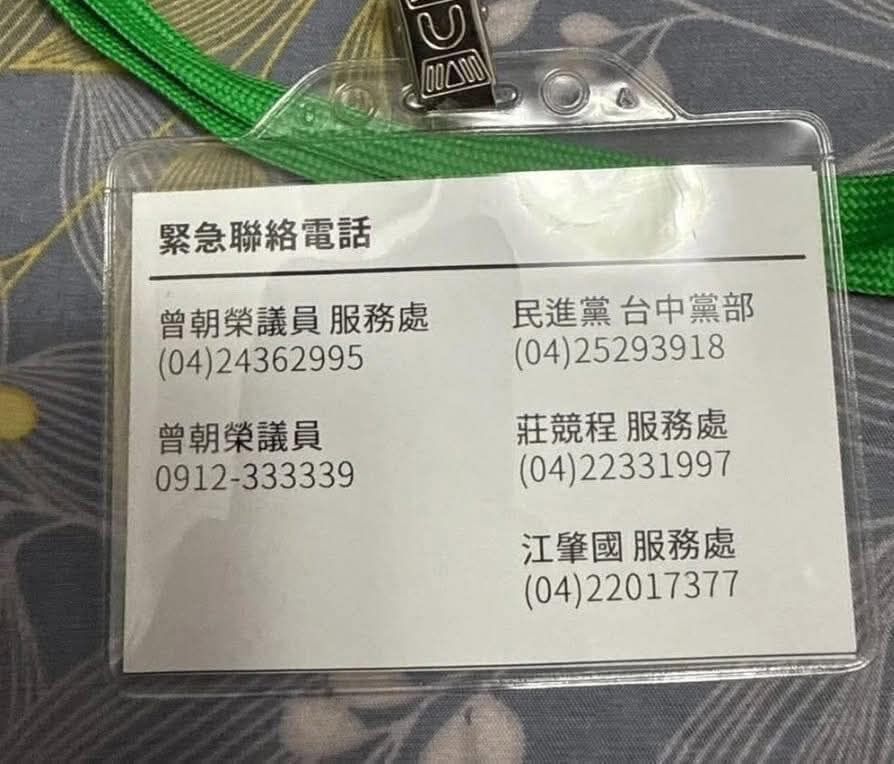 緊急聯絡電話
曾朝榮議員 服務處
(04)24362995
曾朝榮議員
0912-333339
民進黨 台中黨部
(04)25293918
莊競程 服務處
(04)22331997
江肇國 服務處
(04)22017377